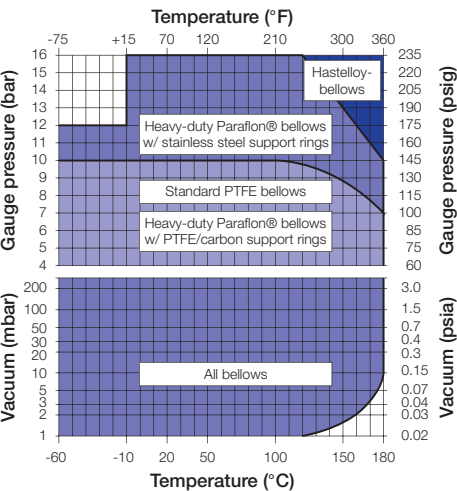 Temperature (°F)
-75 +15 70 120 210 300 360
Gauge pressure (bar)
16 15 14 13 12 11 10 9 8 7 6 5 4
Hastelloy-
bellows
Heavy-duty Paraflon® bellows
w/ stainless steel support rings
Standard PTFE bellows
Heavy-duty Paraflon® bellows
w/ PTFE/carbon support rings
235 220 205 190 175 160 145 130 115 100 85 75 60
Gauge pressure (psig)
Vacuum (mbar)
200 100 50 30 20 10 5 3 2 1
All bellows
3.0 1.5 0.7 0.4 0.3 0.15 0.07 0.04 0.03 0.02
Vacuum (psia)
-60 -10 20 50 100 150 180
Temperature (°C)